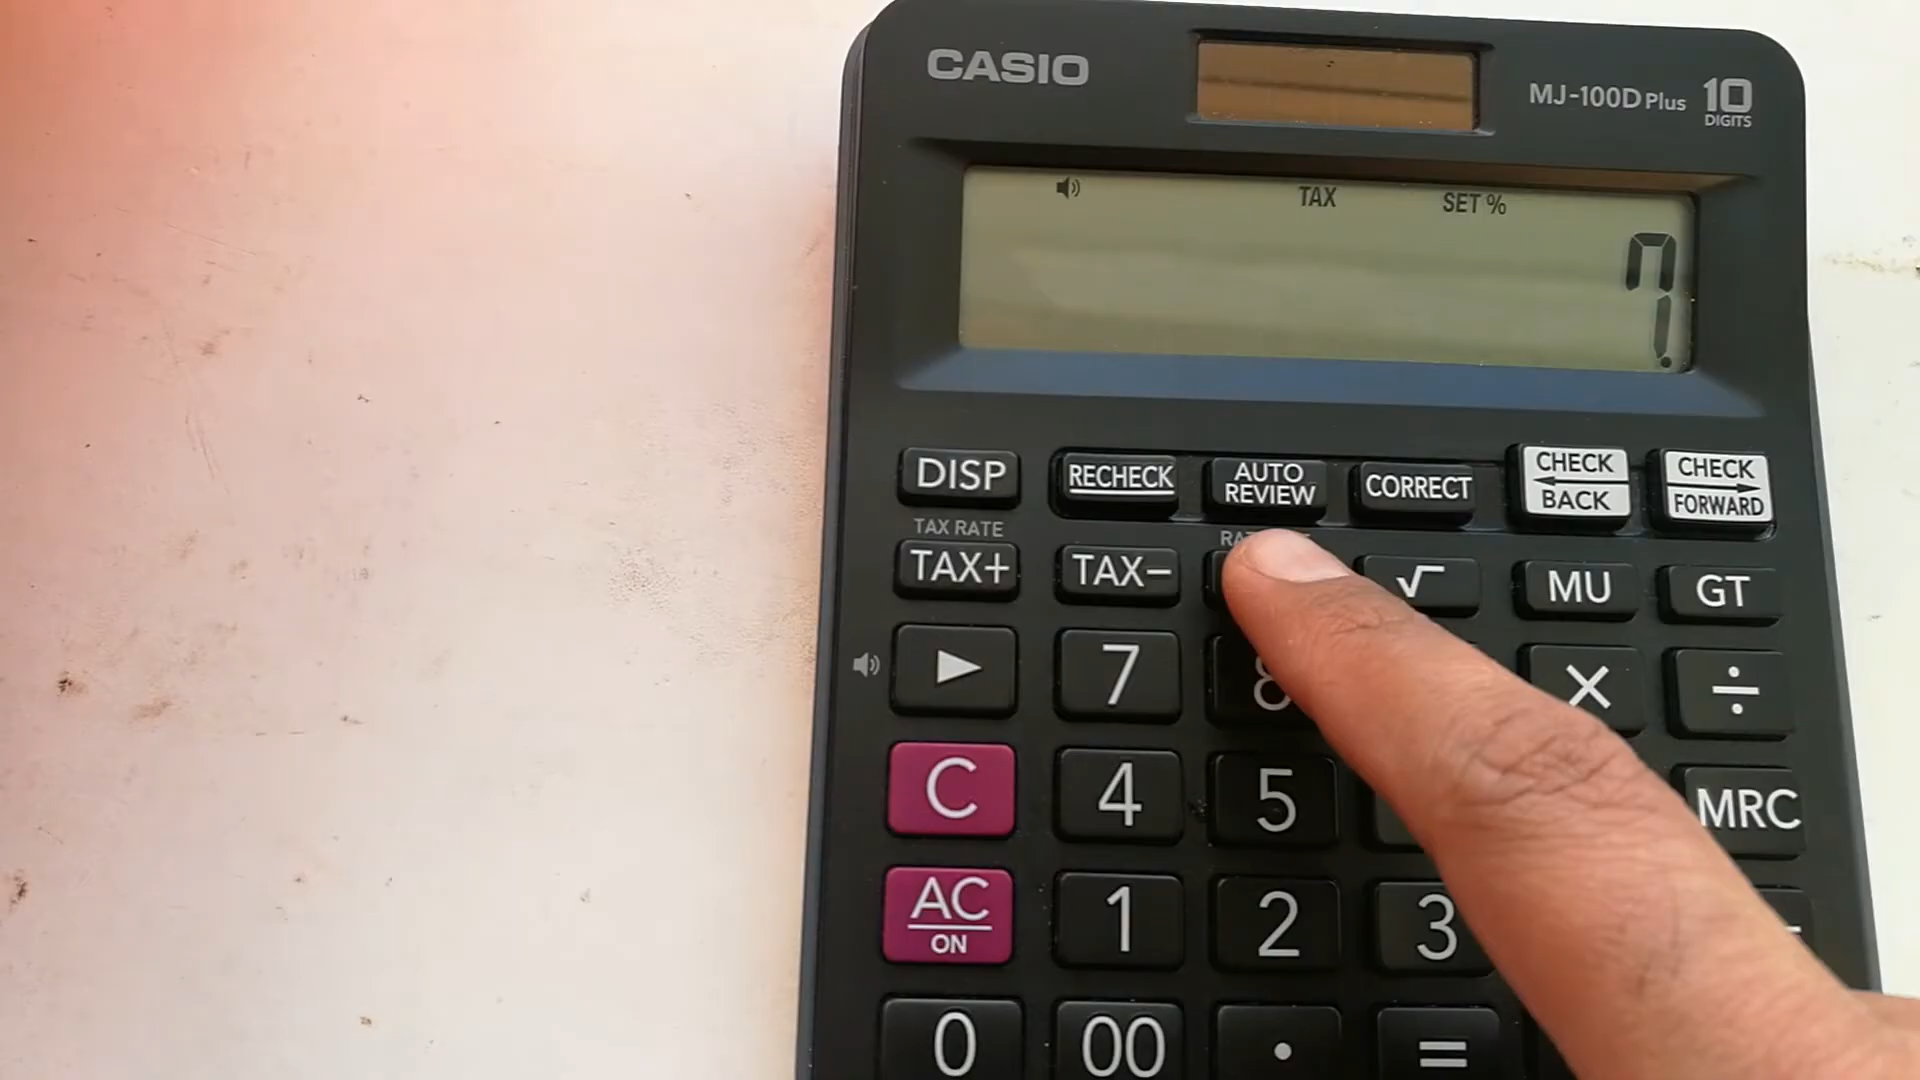 CASIO
MJ-100D Plus 10 DIGITS
TAX SET %
7.
DISP RECHECK AUTO REVIEW CORRECT CHECK BACK CHECK FORWARD
TAX RATE
TAX+ TAX− √ MU GT
▶ 7 8 × ÷
C 4 5 MRC
AC ON 1 2 3
0 00 . =